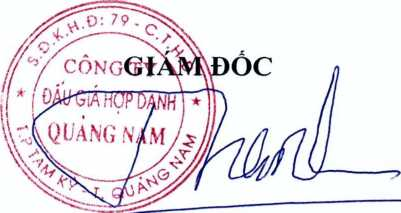 GIÁM ĐỐC
S.Đ.K.H.Đ: 79 - C.T.H.D
CÔNG TY
ĐẤU GIÁ HỢP DANH
QUẢNG NAM
T.P TAM KỲ - T. QUẢNG NAM